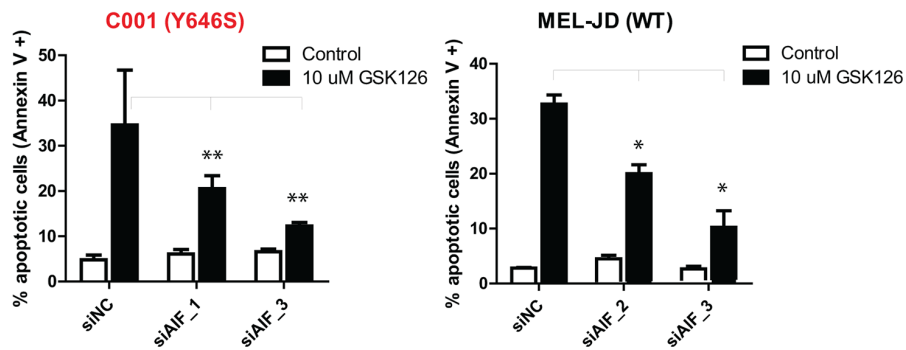 C001 (Y646S)
Control
10 uM GSK126
% apoptotic cells (Annexin V +)
50
40
30
20
10
0
**
**
siNC
siAIF_1
siAIF_3
MEL-JD (WT)
Control
10 uM GSK126
% apoptotic cells (Annexin V +)
40
30
20
10
0
*
*
siNC
siAIF_2
siAIF_3